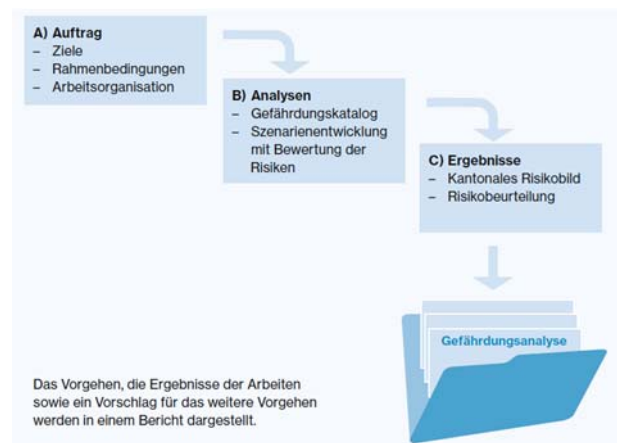 A) Auftrag
– Ziele
– Rahmenbedingungen
– Arbeitsorganisation
B) Analysen
– Gefährdungskatalog
– Szenarienentwicklung
mit Bewertung der
Risiken
C) Ergebnisse
– Kantonales Risikobild
– Risikobeurteilung
Gefährdungsanalyse
Das Vorgehen, die Ergebnisse der Arbeiten
sowie ein Vorschlag für das weitere Vorgehen
werden in einem Bericht dargestellt.